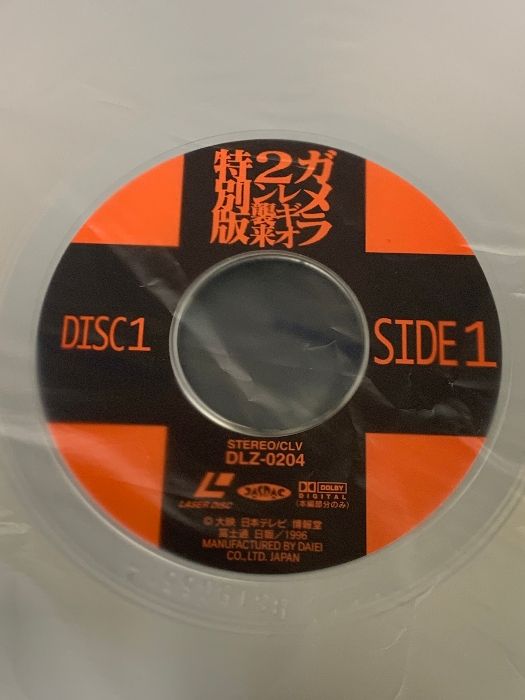 ガメラ
2レギオ
ン襲来
特別版
DISC1
SIDE1
STEREO/CLV
DLZ-0204
LASER DISC
JASRAC
DOLBY
DIGITAL
(本編部分のみ)
© 大映 日本テレビ 博報堂
富士通 日販/1996
MANUFACTURED BY DAIEI
CO., LTD. JAPAN